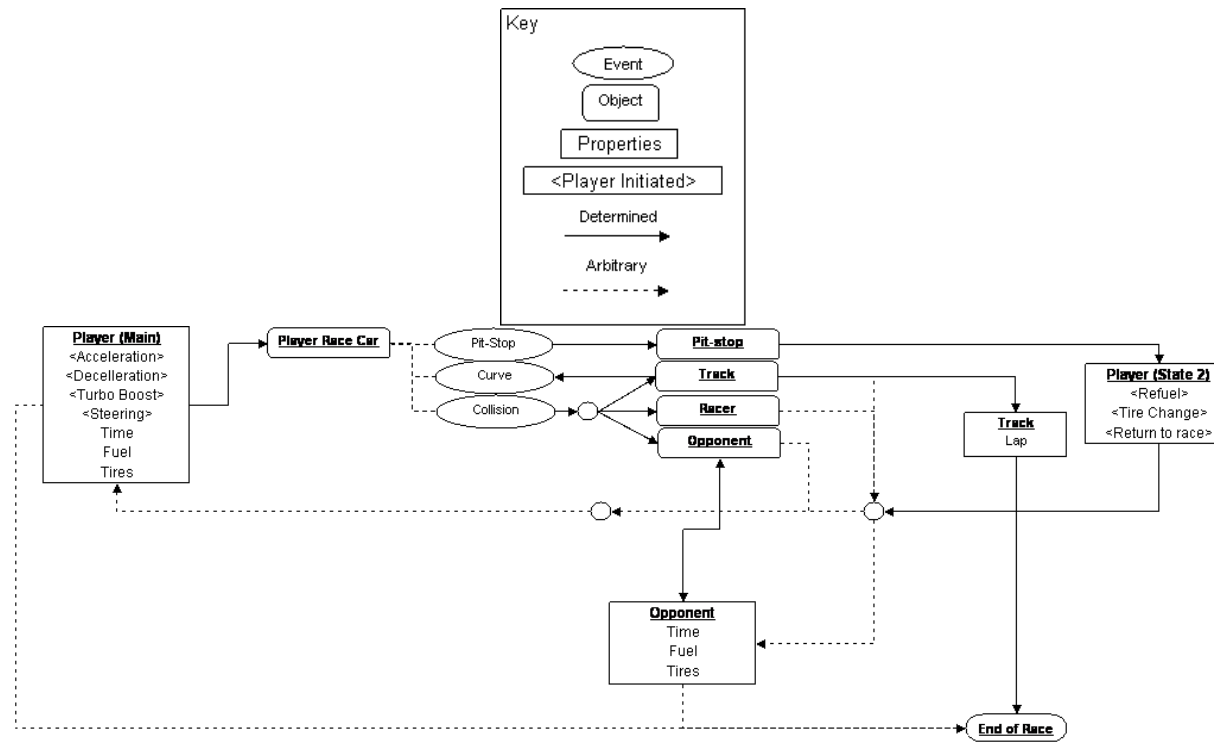 Key
Event
Object
Properties
<Player Initiated>
Determined
Arbitrary
Player (Main)
<Acceleration>
<Decelleration>
<Turbo Boost>
<Steering>
Time
Fuel
Tires
Player Race Car
Pit-Stop
Curve
Collision
Pit-stop
Track
Racer
Opponent
Track
Lap
Player (State 2)
<Refuel>
<Tire Change>
<Return to race>
Opponent
Time
Fuel
Tires
End of Race